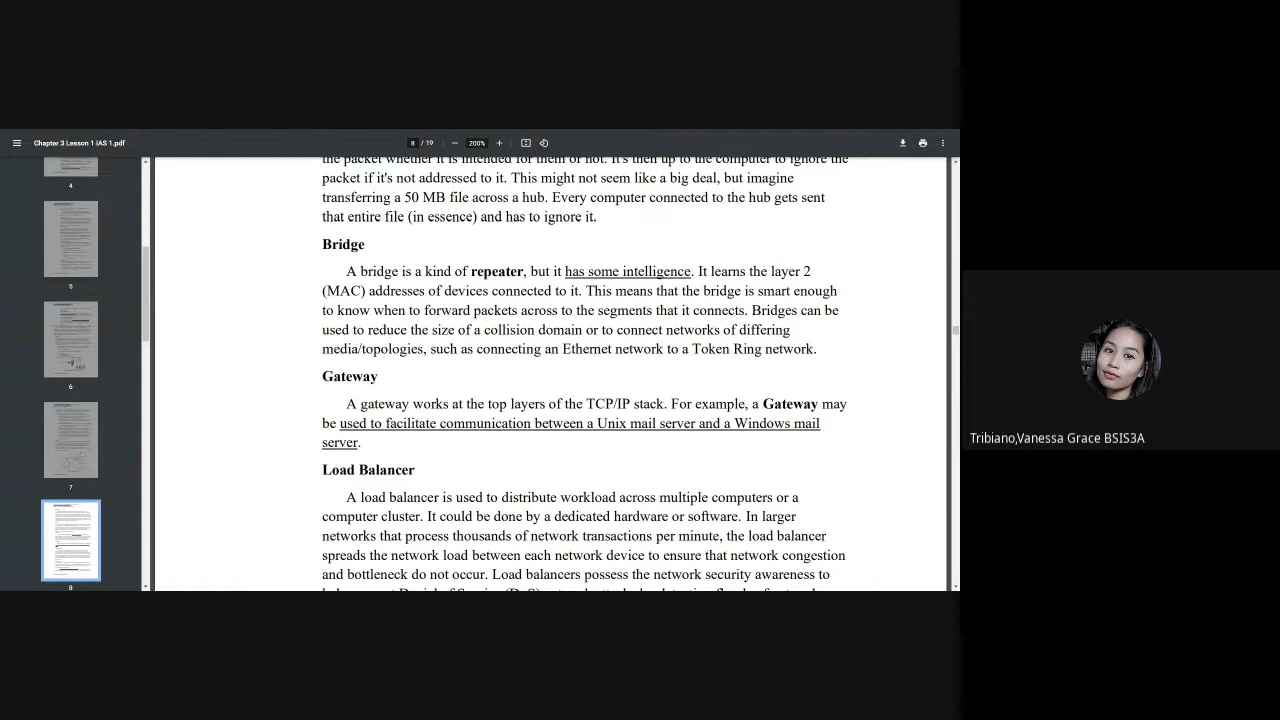 Chapter 3 Lesson 1 IAS 1.pdf
8 / 19
200%
4
5
6
7
8
the packet whether it is intended for them or not. It's then up to the computer to ignore the
packet if it's not addressed to it. This might not seem like a big deal, but imagine
transferring a 50 MB file across a hub. Every computer connected to the hub gets sent
that entire file (in essence) and has to ignore it.
Bridge
A bridge is a kind of repeater, but it has some intelligence. It learns the layer 2
(MAC) addresses of devices connected to it. This means that the bridge is smart enough
to know when to forward packets across to the segments that it connects. Bridges can be
used to reduce the size of a collision domain or to connect networks of differing
media/topologies, such as connecting an Ethernet network to a Token Ring network.
Gateway
A gateway works at the top layers of the TCP/IP stack. For example, a Gateway may
be used to facilitate communication between a Unix mail server and a Windows mail
server.
Load Balancer
A load balancer is used to distribute workload across multiple computers or a
computer cluster. It could be done by a dedicated hardware or software. In larger
networks that process thousands of network transactions per minute, the load balancer
spreads the network load between each network device to ensure that network congestion
and bottleneck do not occur. Load balancers possess the network security awareness to
Tribiano,Vanessa Grace BSIS3A